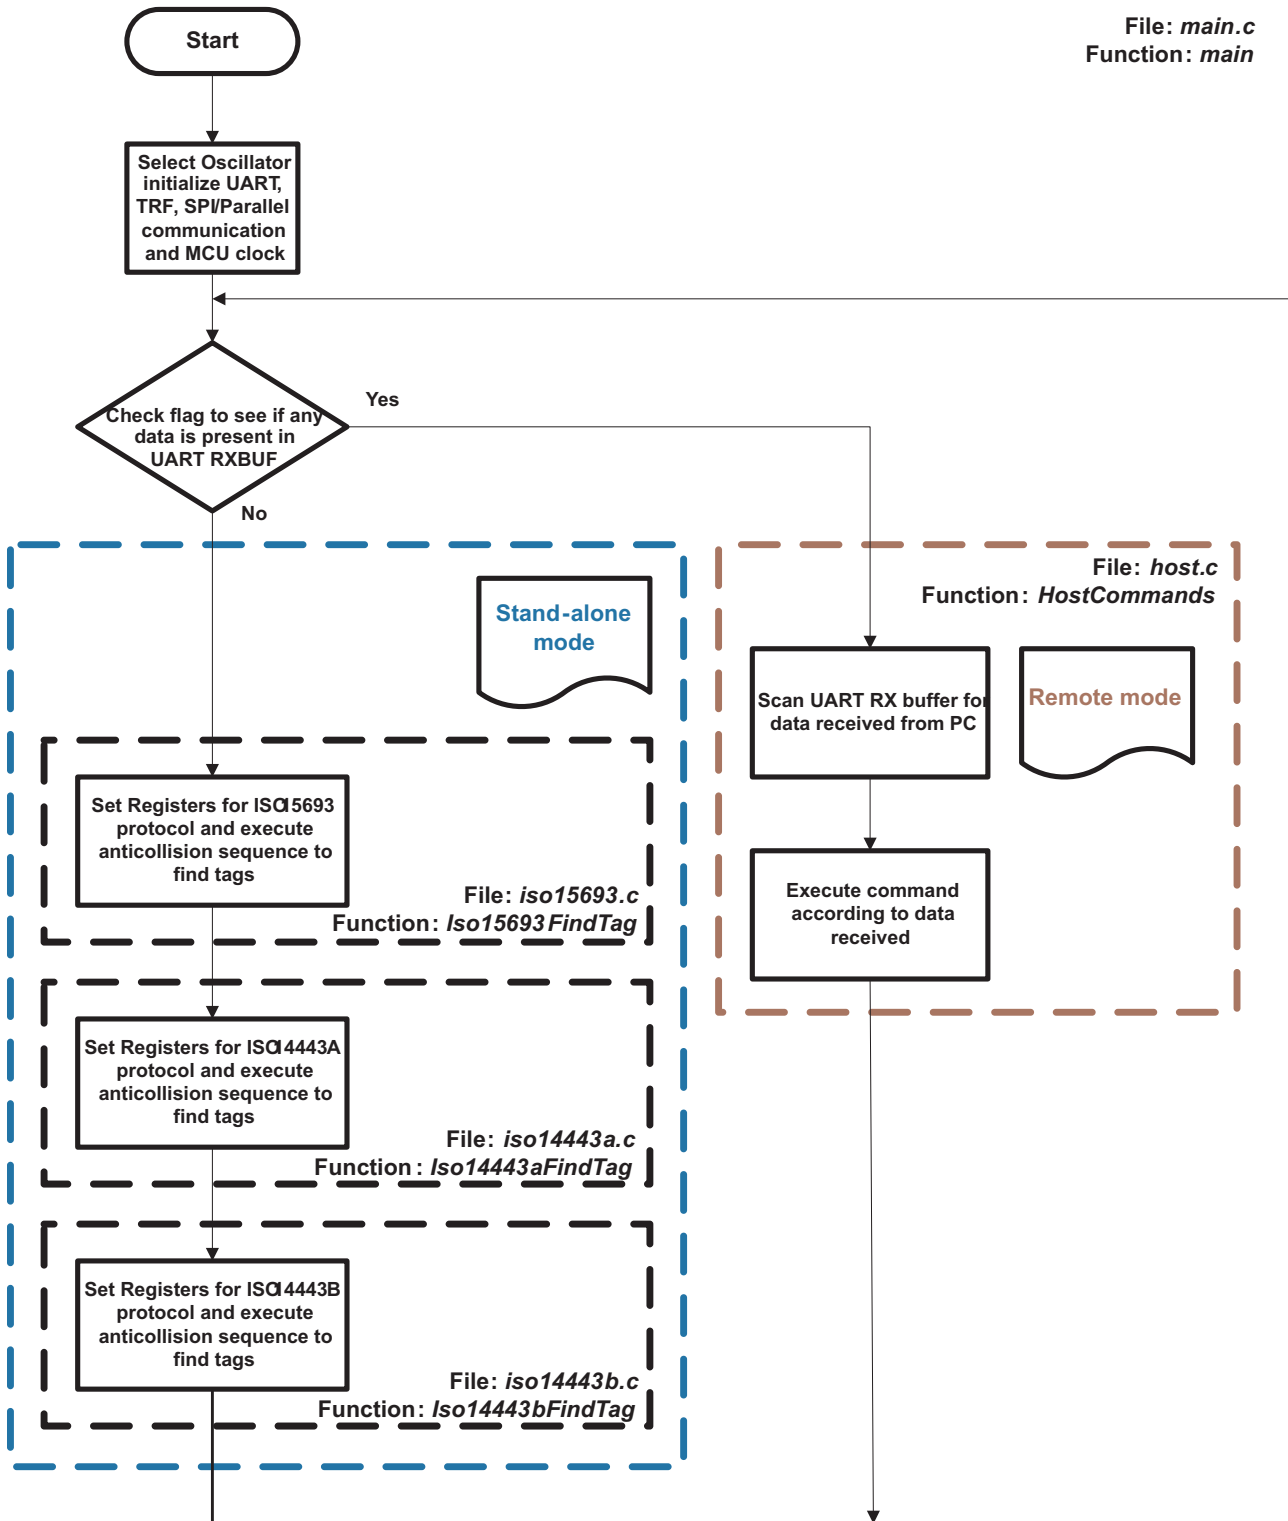 Start
File: main.c
Function: main
Select Oscillator
initialize UART,
TRF, SPI/Parallel
communication
and MCU clock
Check flag to see if any
data is present in
UART RXBUF
Yes
No
Stand-alone
mode
File: host.c
Function: HostCommands
Scan UART RX buffer for
data received from PC
Remote mode
Execute command
according to data
received
Set Registers for ISO15693
protocol and execute
anticollision sequence to
find tags
File: iso15693.c
Function: Iso15693FindTag
Set Registers for ISO14443A
protocol and execute
anticollision sequence to
find tags
File: iso14443a.c
Function: Iso14443aFindTag
Set Registers for ISO14443B
protocol and execute
anticollision sequence to
find tags
File: iso14443b.c
Function: Iso14443bFindTag